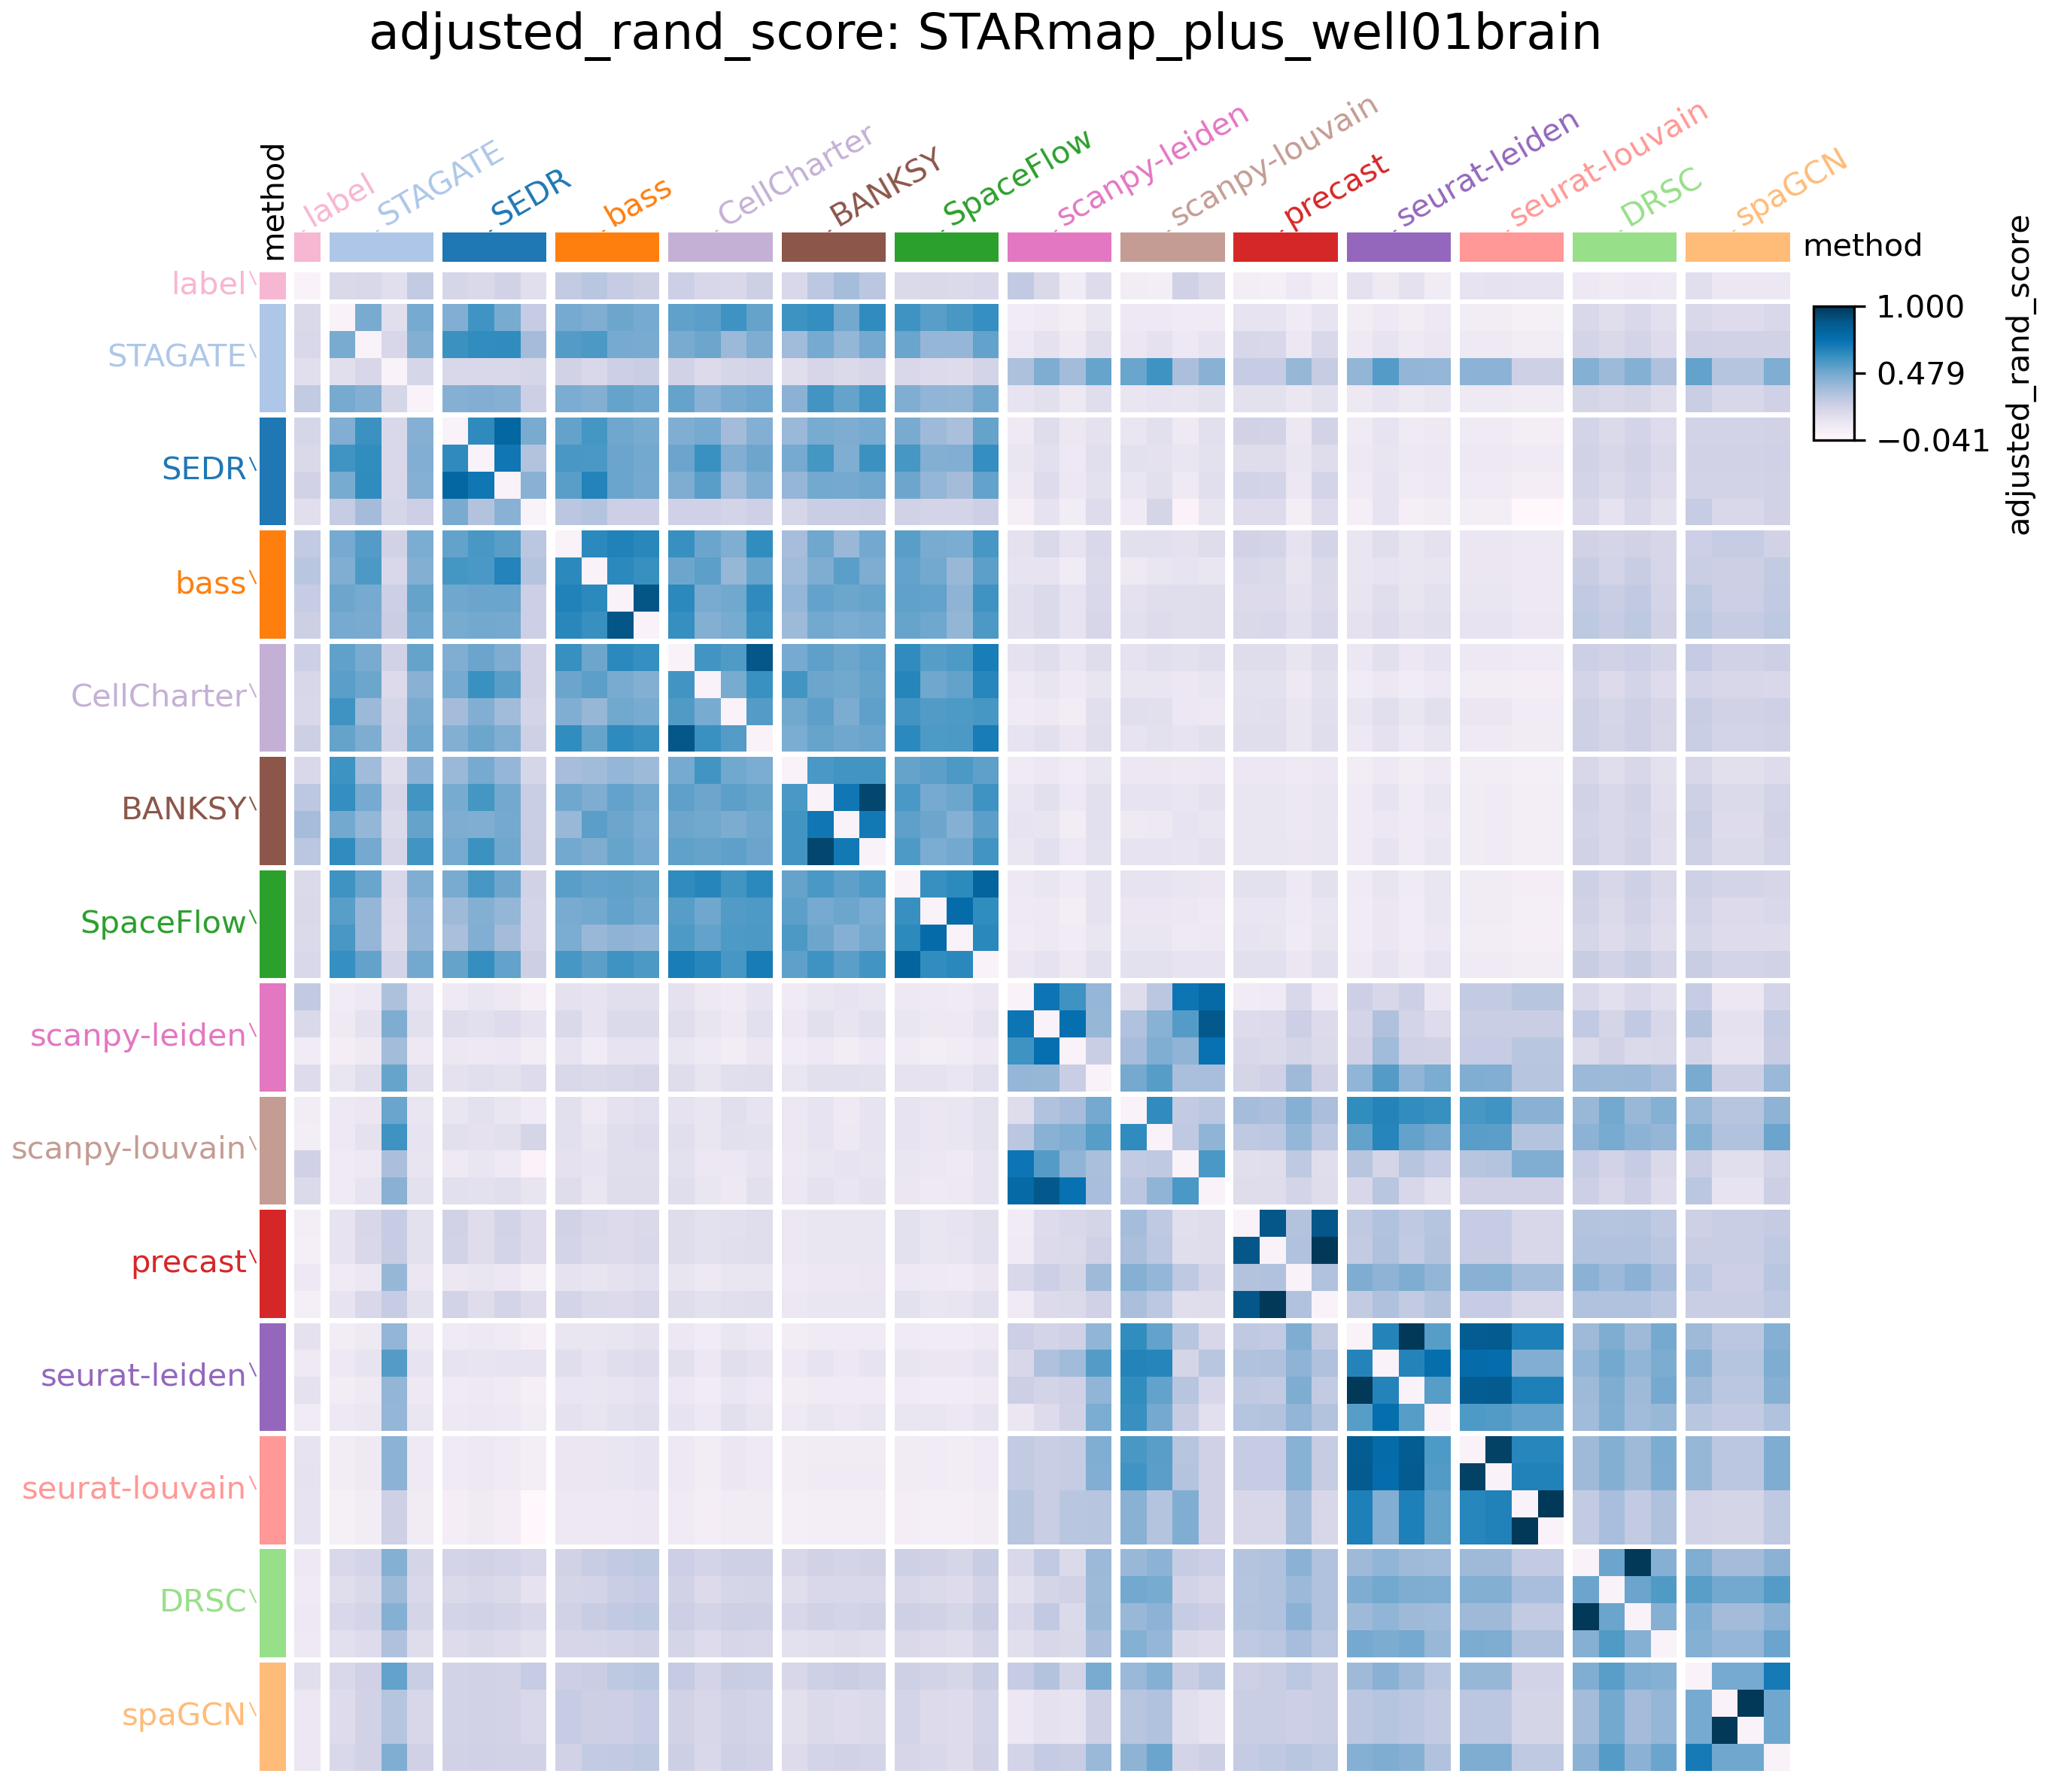 adjusted_rand_score: STARmap_plus_well01brain
method
label
STAGATE
SEDR
bass
CellCharter
BANKSY
SpaceFlow
scanpy-leiden
scanpy-louvain
precast
seurat-leiden
seurat-louvain
DRSC
spaGCN
method
adjusted_rand_score
1.000
0.479
−0.041
label
STAGATE
SEDR
bass
CellCharter
BANKSY
SpaceFlow
scanpy-leiden
scanpy-louvain
precast
seurat-leiden
seurat-louvain
DRSC
spaGCN